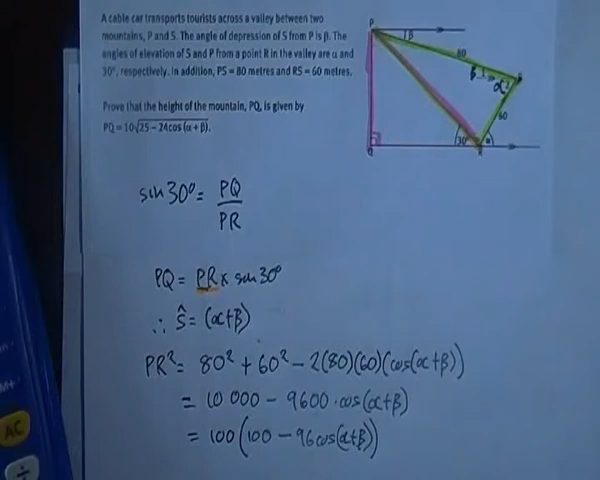 A cable car transports tourists across a valley between two
mountains, P and S. The angle of depression of S from P is β. The
angles of elevation of S and P from a point R in the valley are α and
30°, respectively. In addition, PS = 80 metres and RS = 60 metres.
Prove that the height of the mountain, PQ, is given by
PQ = 10√25 – 24cos(α + β).
P
β
80
β
α
60
30°
sin 30° = PQ
PR
PQ = PR × sin 30°
∴ Ŝ = (α+β)
PR² = 80² + 60² – 2(80)(60)(cos(α+β))
= 10 000 – 9600·cos(α+β)
= 100(100 – 96cos(α+β))
AC
÷